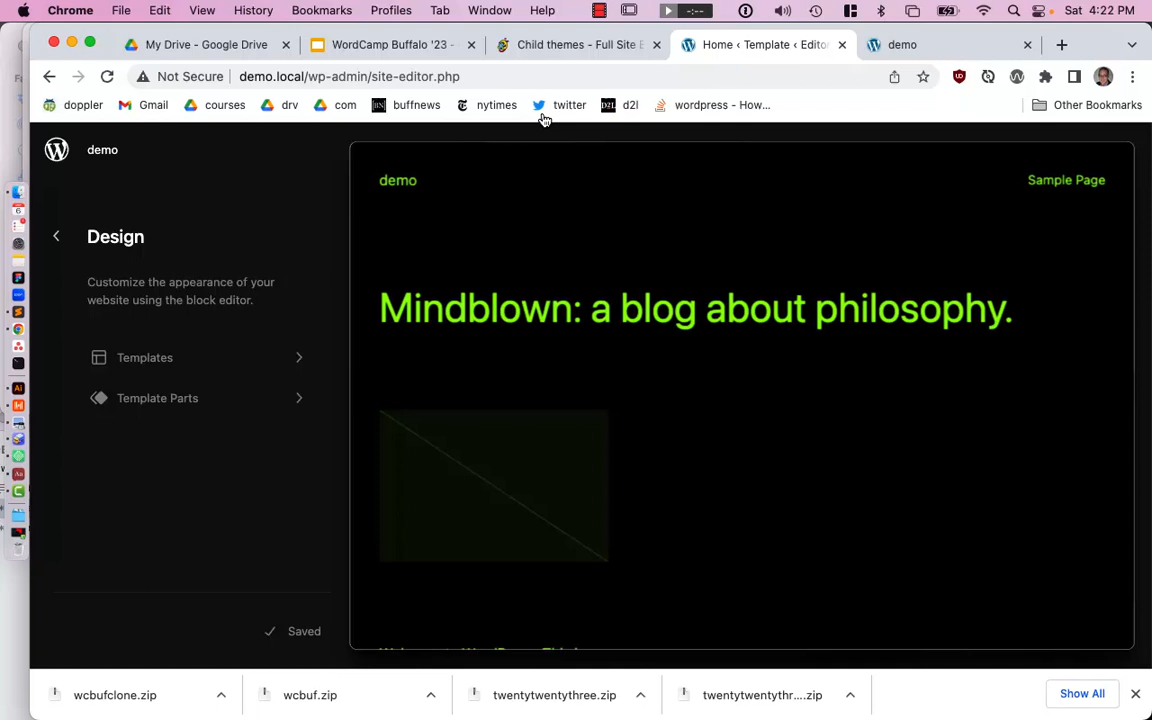 Chrome File Edit View History Bookmarks Profiles Tab Window Help -:-- Sat 4:22 PM
My Drive - Google Drive WordCamp Buffalo '23 - Child themes - Full Site E Home ‹ Template ‹ Editor demo
Not Secure demo.local/wp-admin/site-editor.php
doppler Gmail courses drv com BN buffnews nytimes twitter D2L d2l wordpress - How... Other Bookmarks
demo
demo
Sample Page
Design
Customize the appearance of your
website using the block editor.
Mindblown: a blog about philosophy.
Templates
Template Parts
Saved
wcbufclone.zip wcbuf.zip twentytwentythree.zip twentytwentythr....zip Show All